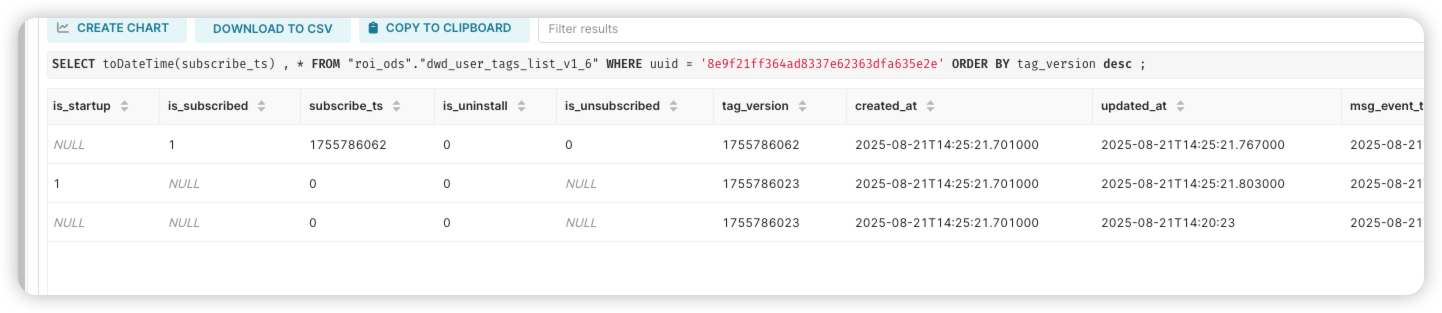 CREATE CHART DOWNLOAD TO CSV COPY TO CLIPBOARD Filter results
SELECT toDateTime(subscribe_ts) , * FROM "roi_ods"."dwd_user_tags_list_v1_6" WHERE uuid = '8e9f21ff364ad8337e62363dfa635e2e' ORDER BY tag_version desc ;
is_startup is_subscribed subscribe_ts is_uninstall is_unsubscribed tag_version created_at updated_at msg_event_t
NULL 1 1755786062 0 0 1755786062 2025-08-21T14:25:21.701000 2025-08-21T14:25:21.767000 2025-08-21
1 NULL 0 0 NULL 1755786023 2025-08-21T14:25:21.701000 2025-08-21T14:25:21.803000 2025-08-21
NULL NULL 0 0 NULL 1755786023 2025-08-21T14:25:21.701000 2025-08-21T14:20:23 2025-08-21